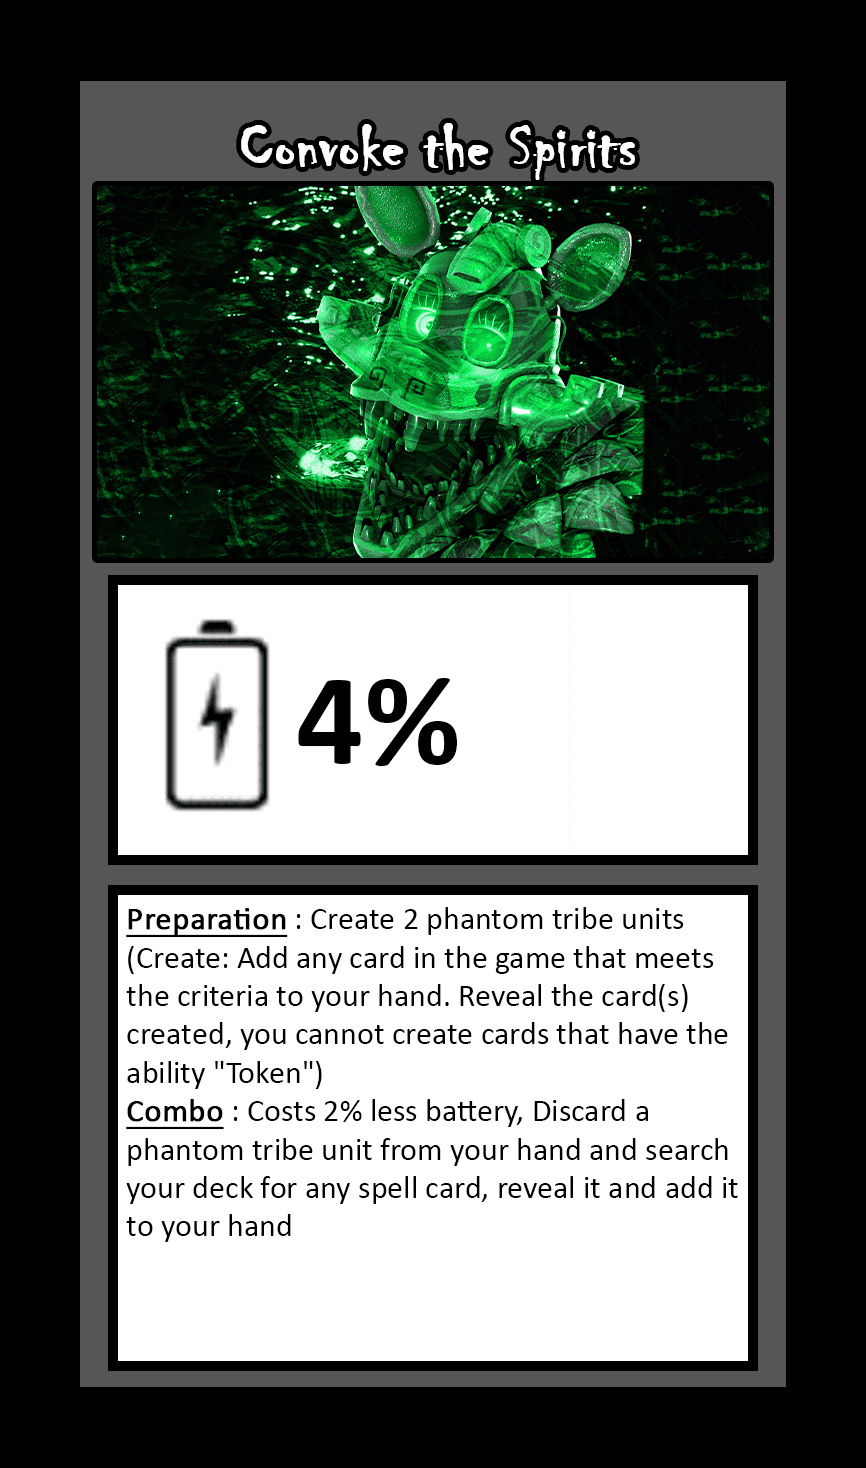 Convoke the Spirits
4%
Preparation : Create 2 phantom tribe units
(Create: Add any card in the game that meets
the criteria to your hand. Reveal the card(s)
created, you cannot create cards that have the
ability "Token")
Combo : Costs 2% less battery, Discard a
phantom tribe unit from your hand and search
your deck for any spell card, reveal it and add it
to your hand